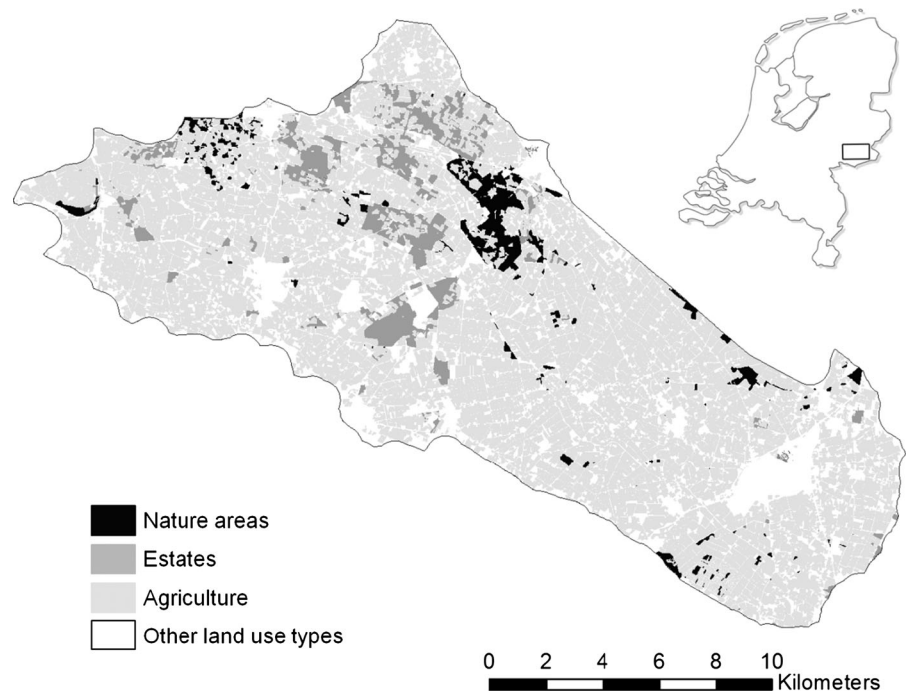 Nature areas
Estates
Agriculture
Other land use types
0 2 4 6 8 10
Kilometers